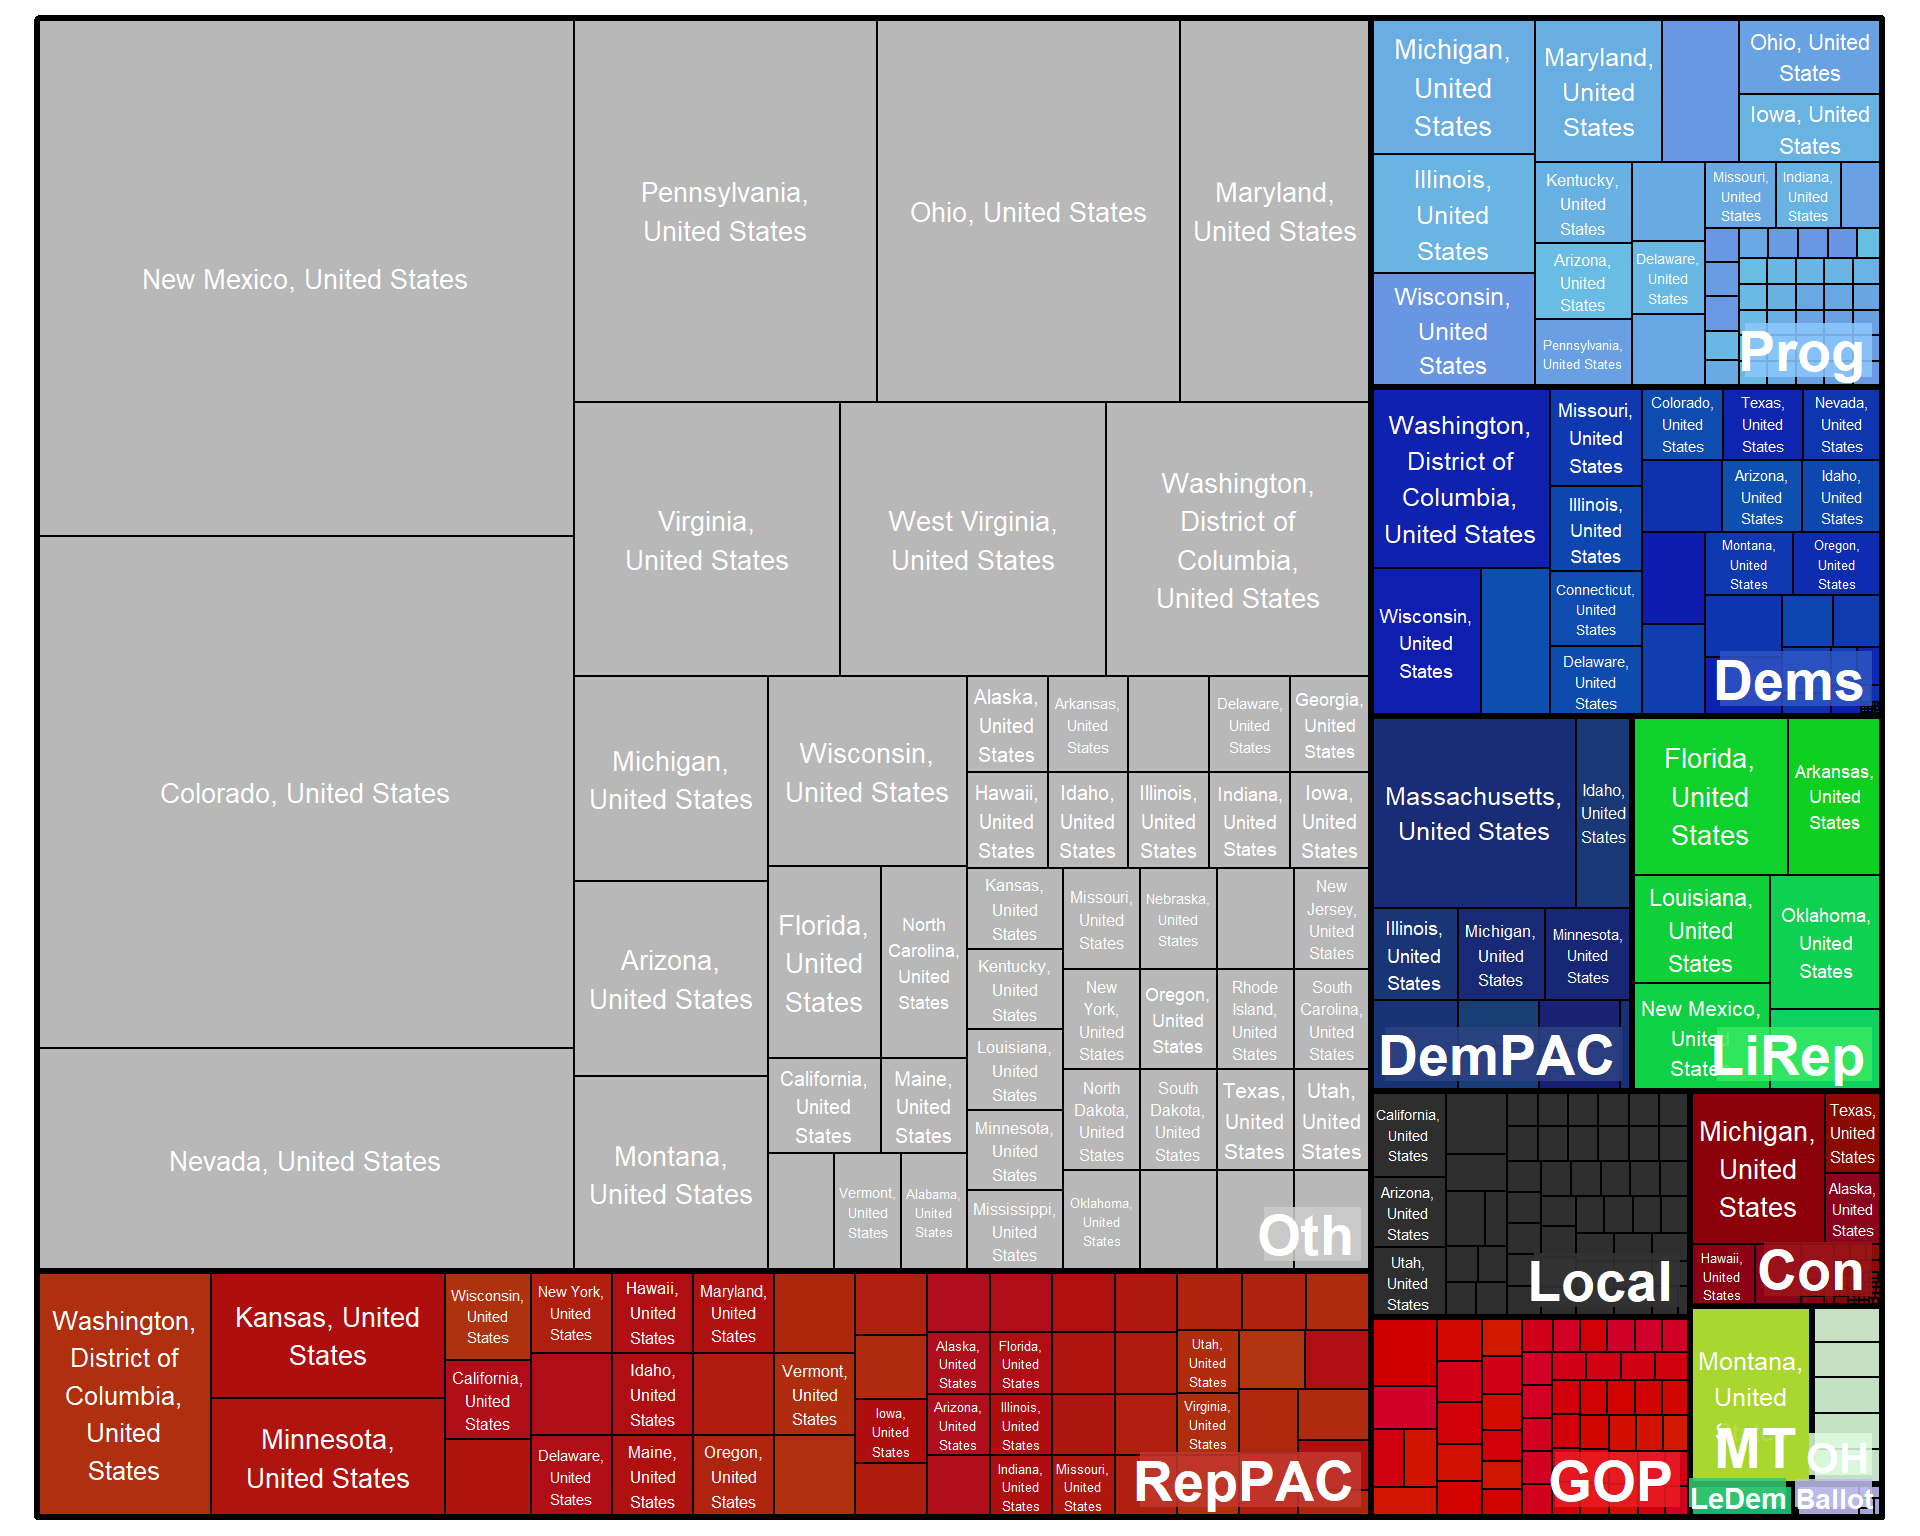 New Mexico, United States
Colorado, United States
Nevada, United States
Pennsylvania,
United States
Ohio, United States
Maryland,
United States
Virginia,
United States
West Virginia,
United States
Washington,
District of
Columbia,
United States
Michigan,
United States
Arizona,
United States
Montana,
United States
Wisconsin,
United States
Florida,
United
States
North
Carolina,
United
States
California,
United
States
Maine,
United
States
Vermont,
United
States
Alabama,
United
States
Alaska,
United
States
Arkansas,
United
States
Delaware,
United
States
Georgia,
United
States
Hawaii,
United
States
Idaho,
United
States
Illinois,
United
States
Indiana,
United
States
Iowa,
United
States
Kansas,
United
States
Kentucky,
United
States
Louisiana,
United
States
Minnesota,
United
States
Mississippi,
United
States
Missouri,
United
States
Nebraska,
United
States
New
Jersey,
United
States
New
York,
United
States
Oregon,
United
States
Rhode
Island,
United
States
South
Carolina,
United
States
North
Dakota,
United
States
South
Dakota,
United
States
Texas,
United
States
Utah,
United
States
Oklahoma,
United
States
Oth
Washington,
District of
Columbia,
United
States
Kansas, United
States
Minnesota,
United States
Wisconsin,
United
States
California,
United
States
New York,
United
States
Delaware,
United
States
Hawaii,
United
States
Idaho,
United
States
Maine,
United
States
Maryland,
United
States
Oregon,
United
States
Vermont,
United
States
Iowa,
United
States
Alaska,
United
States
Arizona,
United
States
Florida,
United
States
Illinois,
United
States
Indiana,
United
States
Missouri,
United
States
Utah,
United
States
Virginia,
United
States
RepPAC
Michigan,
United
States
Illinois,
United
States
Wisconsin,
United
States
Maryland,
United
States
Ohio, United
States
Iowa, United
States
Kentucky,
United
States
Arizona,
United
States
Pennsylvania,
United States
Delaware,
United
States
Missouri,
United
States
Indiana,
United
States
Prog
Washington,
District of
Columbia,
United States
Wisconsin,
United
States
Missouri,
United
States
Illinois,
United
States
Connecticut,
United
States
Delaware,
United
States
Colorado,
United
States
Texas,
United
States
Nevada,
United
States
Arizona,
United
States
Idaho,
United
States
Montana,
United
States
Oregon,
United
States
Dems
Massachusetts,
United States
Idaho,
United
States
Illinois,
United
States
Michigan,
United
States
Minnesota,
United
States
DemPAC
Florida,
United
States
Arkansas,
United
States
Louisiana,
United
States
Oklahoma,
United
States
New Mexico,
United
States
LiRep
California,
United
States
Arizona,
United
States
Utah,
United
States
Local
Michigan,
United
States
Texas,
United
States
Alaska,
United
States
Hawaii,
United
States
Con
GOP
Montana,
United
MT
OH
LeDem
Ballot